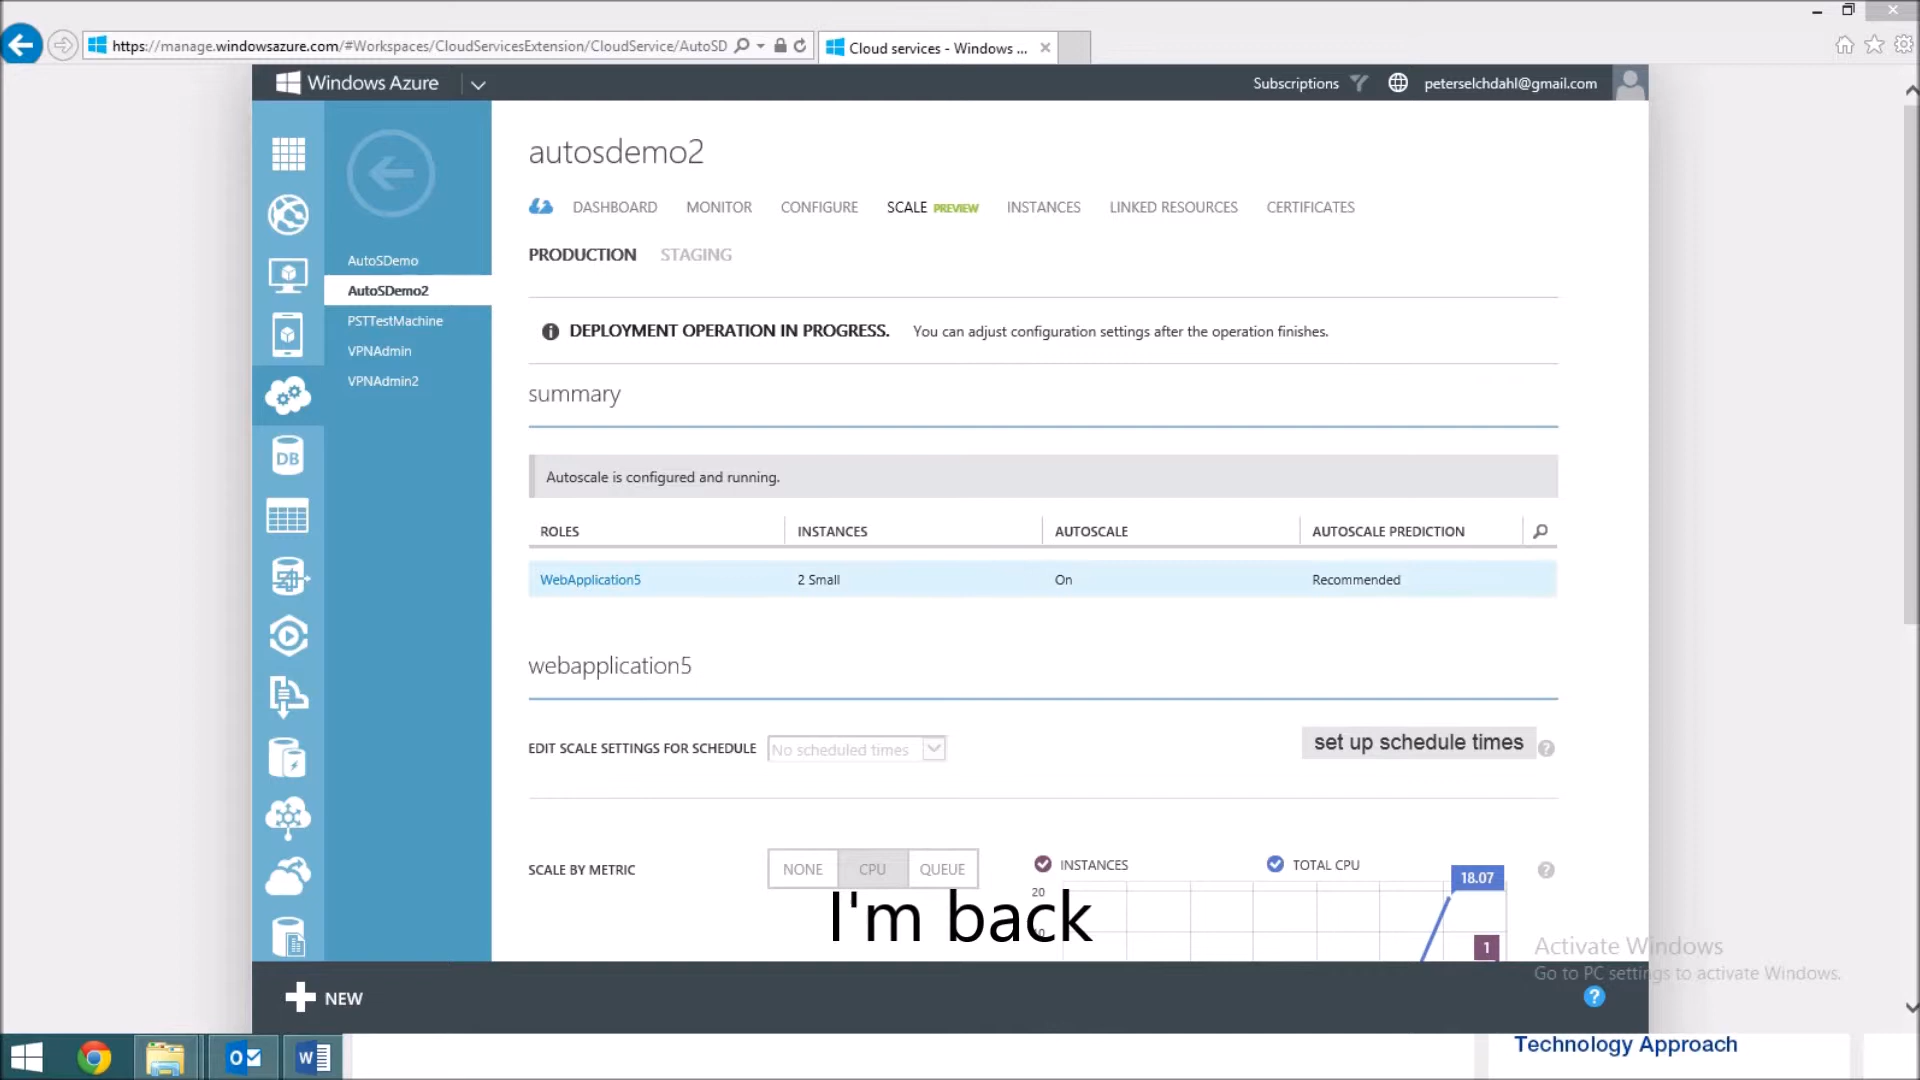 https://manage.windowsazure.com/#Workspaces/CloudServicesExtension/CloudService/AutoSD
Cloud services - Windows ...
Windows Azure
Subscriptions
peterselchdahl@gmail.com
AutoSDemo
AutoSDemo2
PSTTestMachine
VPNAdmin
VPNAdmin2
DB
autosdemo2
DASHBOARD MONITOR CONFIGURE SCALE PREVIEW INSTANCES LINKED RESOURCES CERTIFICATES
PRODUCTION STAGING
DEPLOYMENT OPERATION IN PROGRESS. You can adjust configuration settings after the operation finishes.
summary
Autoscale is configured and running.
ROLES INSTANCES AUTOSCALE AUTOSCALE PREDICTION
WebApplication5 2 Small On Recommended
webapplication5
EDIT SCALE SETTINGS FOR SCHEDULE No scheduled times set up schedule times ?
SCALE BY METRIC NONE CPU QUEUE INSTANCES TOTAL CPU ?
18.07
20
1
I'm back
Activate Windows
Go to PC settings to activate Windows.
NEW
?
Technology Approach